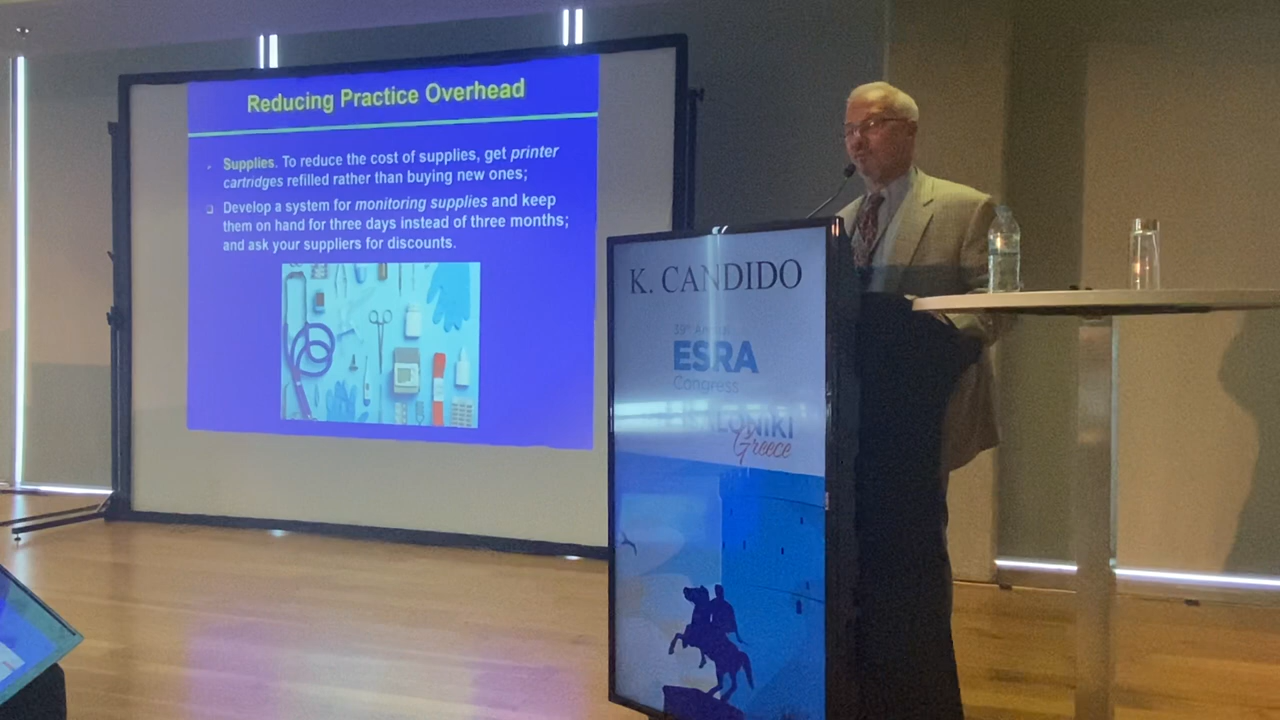 Reducing Practice Overhead
Supplies. To reduce the cost of supplies, get printer
cartridges refilled rather than buying new ones;
Develop a system for monitoring supplies and keep
them on hand for three days instead of three months;
and ask your suppliers for discounts.
K. CANDIDO
39th Annual
ESRA
Congress
Greece